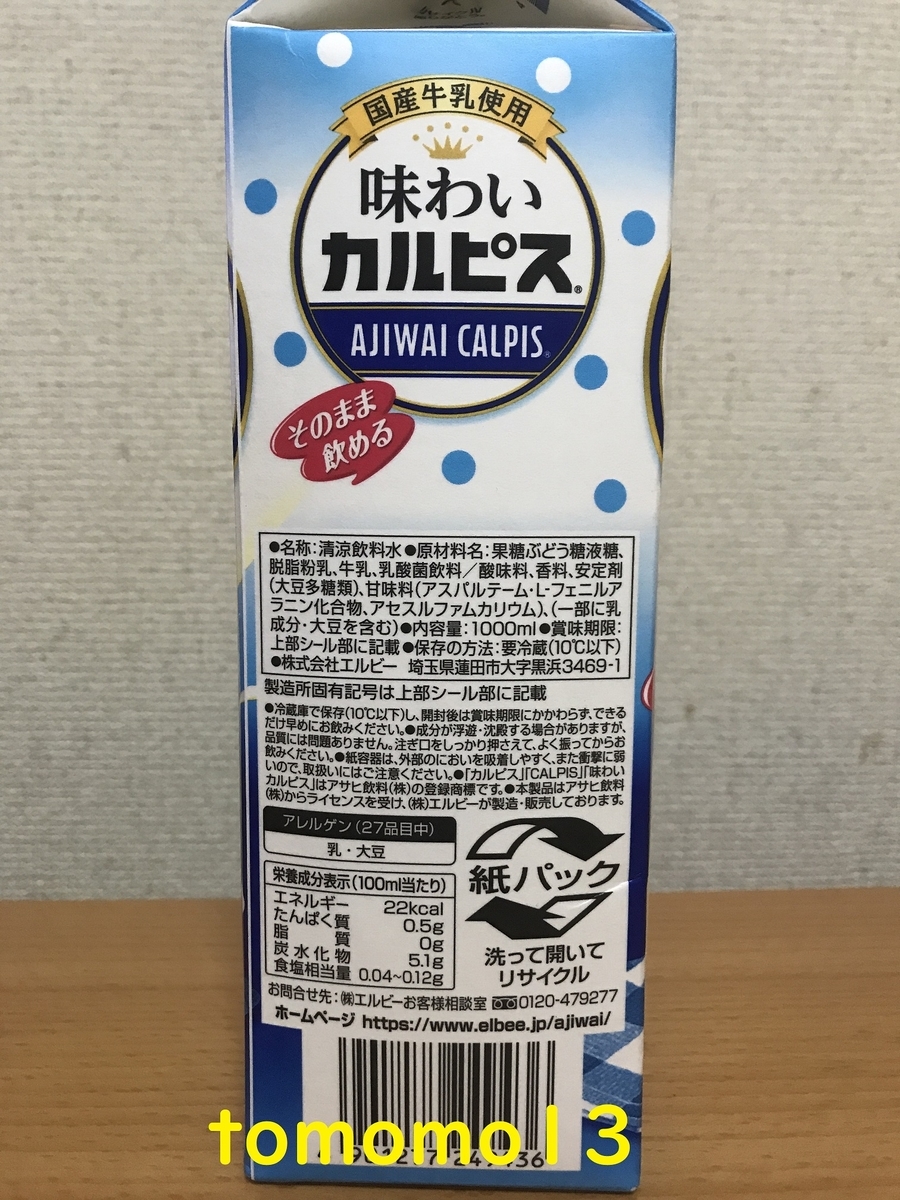 国産牛乳使用
味わい
カルピス®
AJIWAI CALPIS®
そのまま
飲める
●名称:清涼飲料水●原材料名:果糖ぶどう糖液糖、
脱脂粉乳、牛乳、乳酸菌飲料/酸味料、香料、安定剤
(大豆多糖類)、甘味料(アスパルテーム・L-フェニルア
ラニン化合物、アセスルファムカリウム)、(一部に乳
成分・大豆を含む)●内容量:1000ml●賞味期限:
上部シール部に記載●保存の方法:要冷蔵(10℃以下)
●株式会社エルビー 埼玉県蓮田市大字黒浜3469-1
製造所固有記号は上部シール部に記載
●冷蔵庫で保存(10℃以下)し、開封後は賞味期限にかかわらず、できる
だけ早めにお飲みください。●成分が浮遊・沈殿する場合がありますが、
品質には問題ありません。注ぎ口をしっかり押さえて、よく振ってからお
飲みください。●紙容器は、外部のにおいを吸着しやすく、また衝撃に弱
いので、取扱いにはご注意ください。●「カルピス」「CALPIS」「味わい
カルピス」はアサヒ飲料(株)の登録商標です。●本製品はアサヒ飲料
(株)からライセンスを受け、(株)エルビーが製造・販売しております。
アレルゲン(27品目中)
乳・大豆
栄養成分表示(100ml当たり)
エネルギー 22kcal
たんぱく質 0.5g
脂質 0g
炭水化物 5.1g
食塩相当量 0.04~0.12g
紙パック
洗って開いて
リサイクル
お問合せ先:㈱エルビーお客様相談室 0120-479277
ホームページ https://www.elbee.jp/ajiwai/
tomomo13